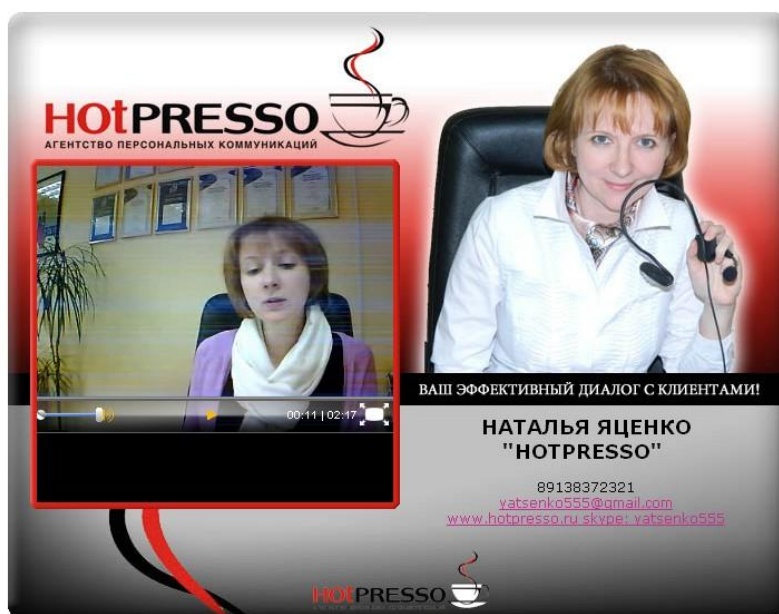 HOtPRESSO
АГЕНТСТВО ПЕРСОНАЛЬНЫХ КОММУНИКАЦИЙ
00:11 | 02:17
ВАШ ЭФФЕКТИВНЫЙ ДИАЛОГ С КЛИЕНТАМИ!
НАТАЛЬЯ ЯЦЕНКО
"HOTPRESSO"
89138372321
yatsenko555@gmail.com
www.hotpresso.ru skype: yatsenko555
HOtPRESSO